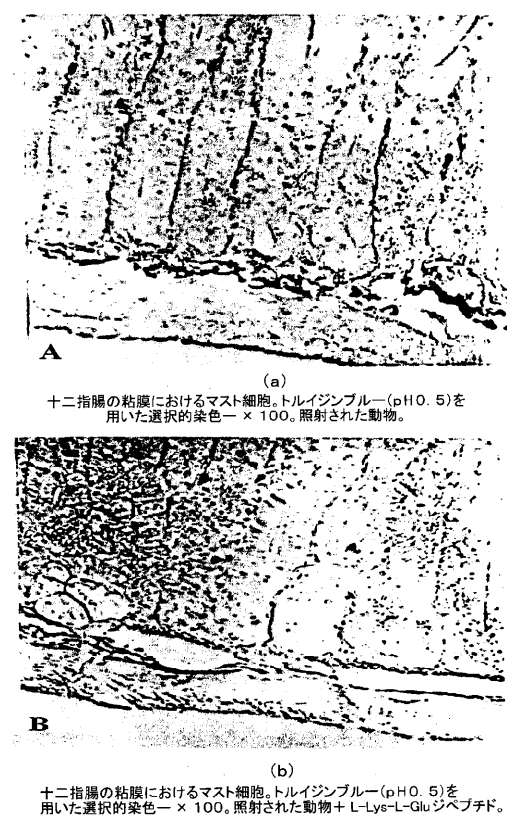 A
(a)
十二指腸の粘膜におけるマスト細胞。トルイジンブルー(pH0.5)を
用いた選択的染色ー × 100。照射された動物。
B
(b)
十二指腸の粘膜におけるマスト細胞。トルイジンブルー(pH0.5)を
用いた選択的染色ー × 100。照射された動物+ L-Lys-L-Gluジペプチド。